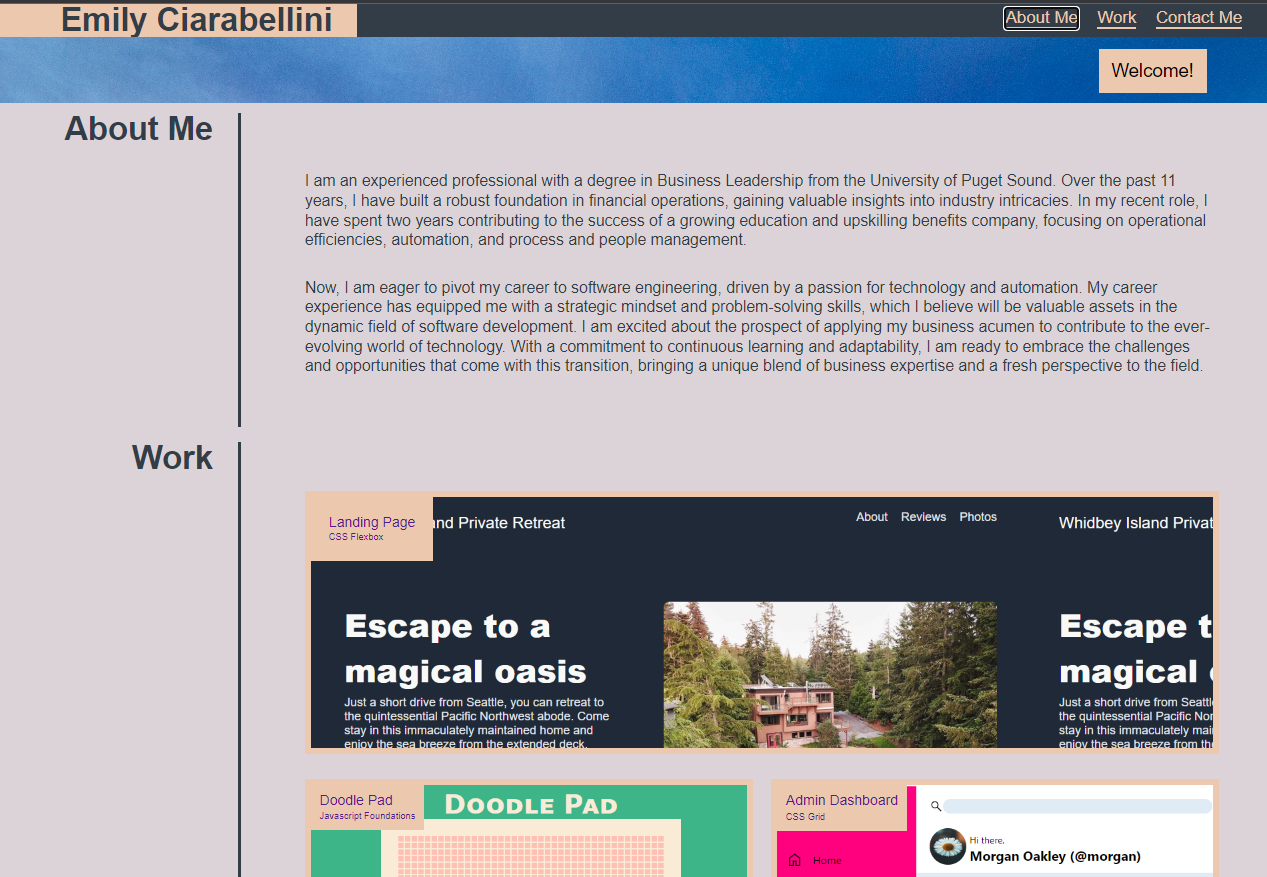 Emily Ciarabellini
About Me
Work
Contact Me
Welcome!
About Me
I am an experienced professional with a degree in Business Leadership from the University of Puget Sound. Over the past 11
years, I have built a robust foundation in financial operations, gaining valuable insights into industry intricacies. In my recent role, I
have spent two years contributing to the success of a growing education and upskilling benefits company, focusing on operational
efficiencies, automation, and process and people management.
Now, I am eager to pivot my career to software engineering, driven by a passion for technology and automation. My career
experience has equipped me with a strategic mindset and problem-solving skills, which I believe will be valuable assets in the
dynamic field of software development. I am excited about the prospect of applying my business acumen to contribute to the ever-
evolving world of technology. With a commitment to continuous learning and adaptability, I am ready to embrace the challenges
and opportunities that come with this transition, bringing a unique blend of business expertise and a fresh perspective to the field.
Work
Landing Page
CSS Flexbox
and Private Retreat
About
Reviews
Photos
Whidbey Island Privat
Escape to a
magical oasis
Just a short drive from Seattle, you can retreat to
the quintessential Pacific Northwest abode. Come
stay in this immaculately maintained home and
enjoy the sea breeze from the extended deck.
Escape t
magical
Just a short drive from Seattl
the quintessential Pacific Nor
stay in this immaculately mai
enjoy the sea breeze from th
Doodle Pad
Javascript Foundations
Doodle Pad
Admin Dashboard
CSS Grid
Home
Hi there,
Morgan Oakley (@morgan)